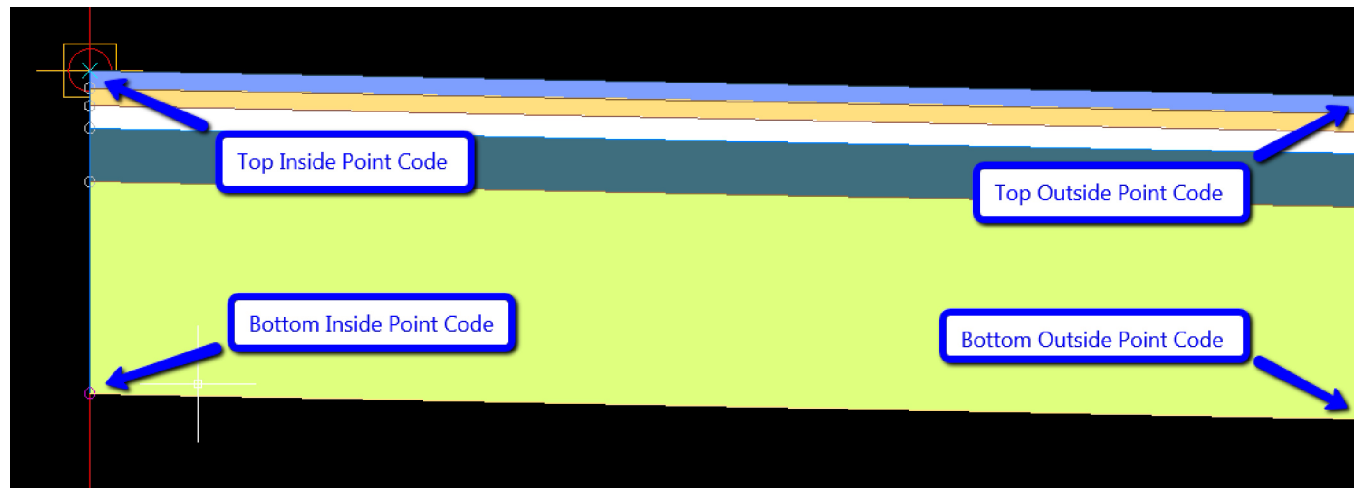 Top Inside Point Code
Top Outside Point Code
Bottom Inside Point Code
Bottom Outside Point Code